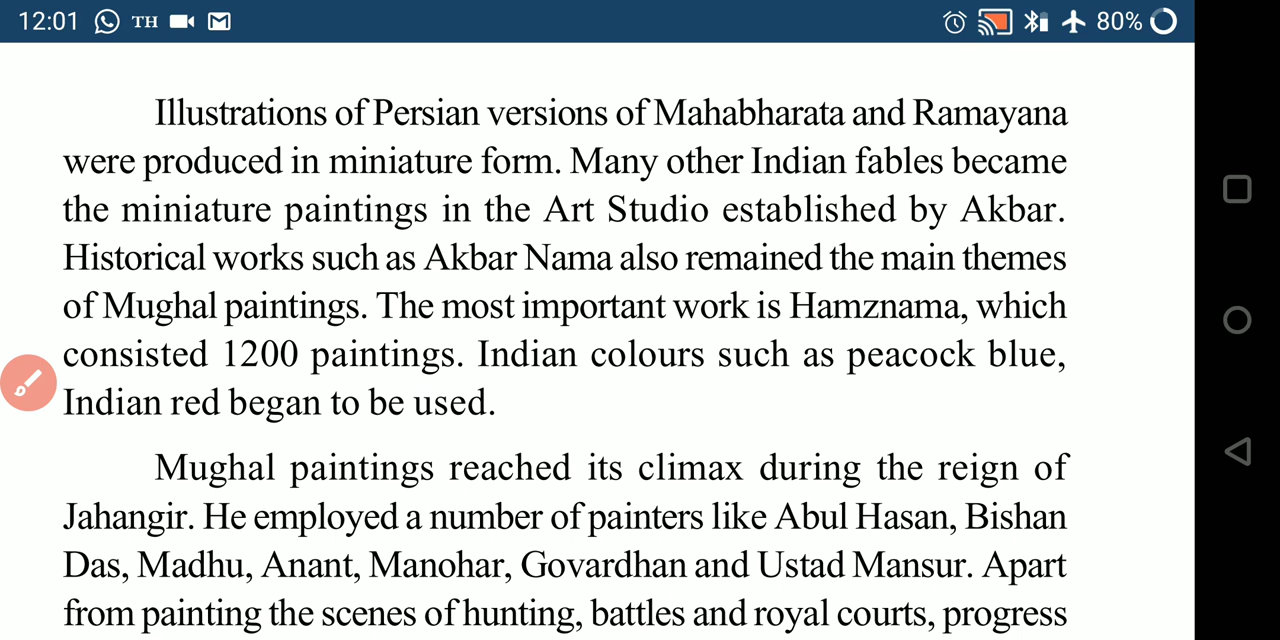 12:01 TH 80%
Illustrations of Persian versions of Mahabharata and Ramayana
were produced in miniature form. Many other Indian fables became
the miniature paintings in the Art Studio established by Akbar.
Historical works such as Akbar Nama also remained the main themes
of Mughal paintings. The most important work is Hamznama, which
consisted 1200 paintings. Indian colours such as peacock blue,
Indian red began to be used.
Mughal paintings reached its climax during the reign of
Jahangir. He employed a number of painters like Abul Hasan, Bishan
Das, Madhu, Anant, Manohar, Govardhan and Ustad Mansur. Apart
from painting the scenes of hunting, battles and royal courts, progress